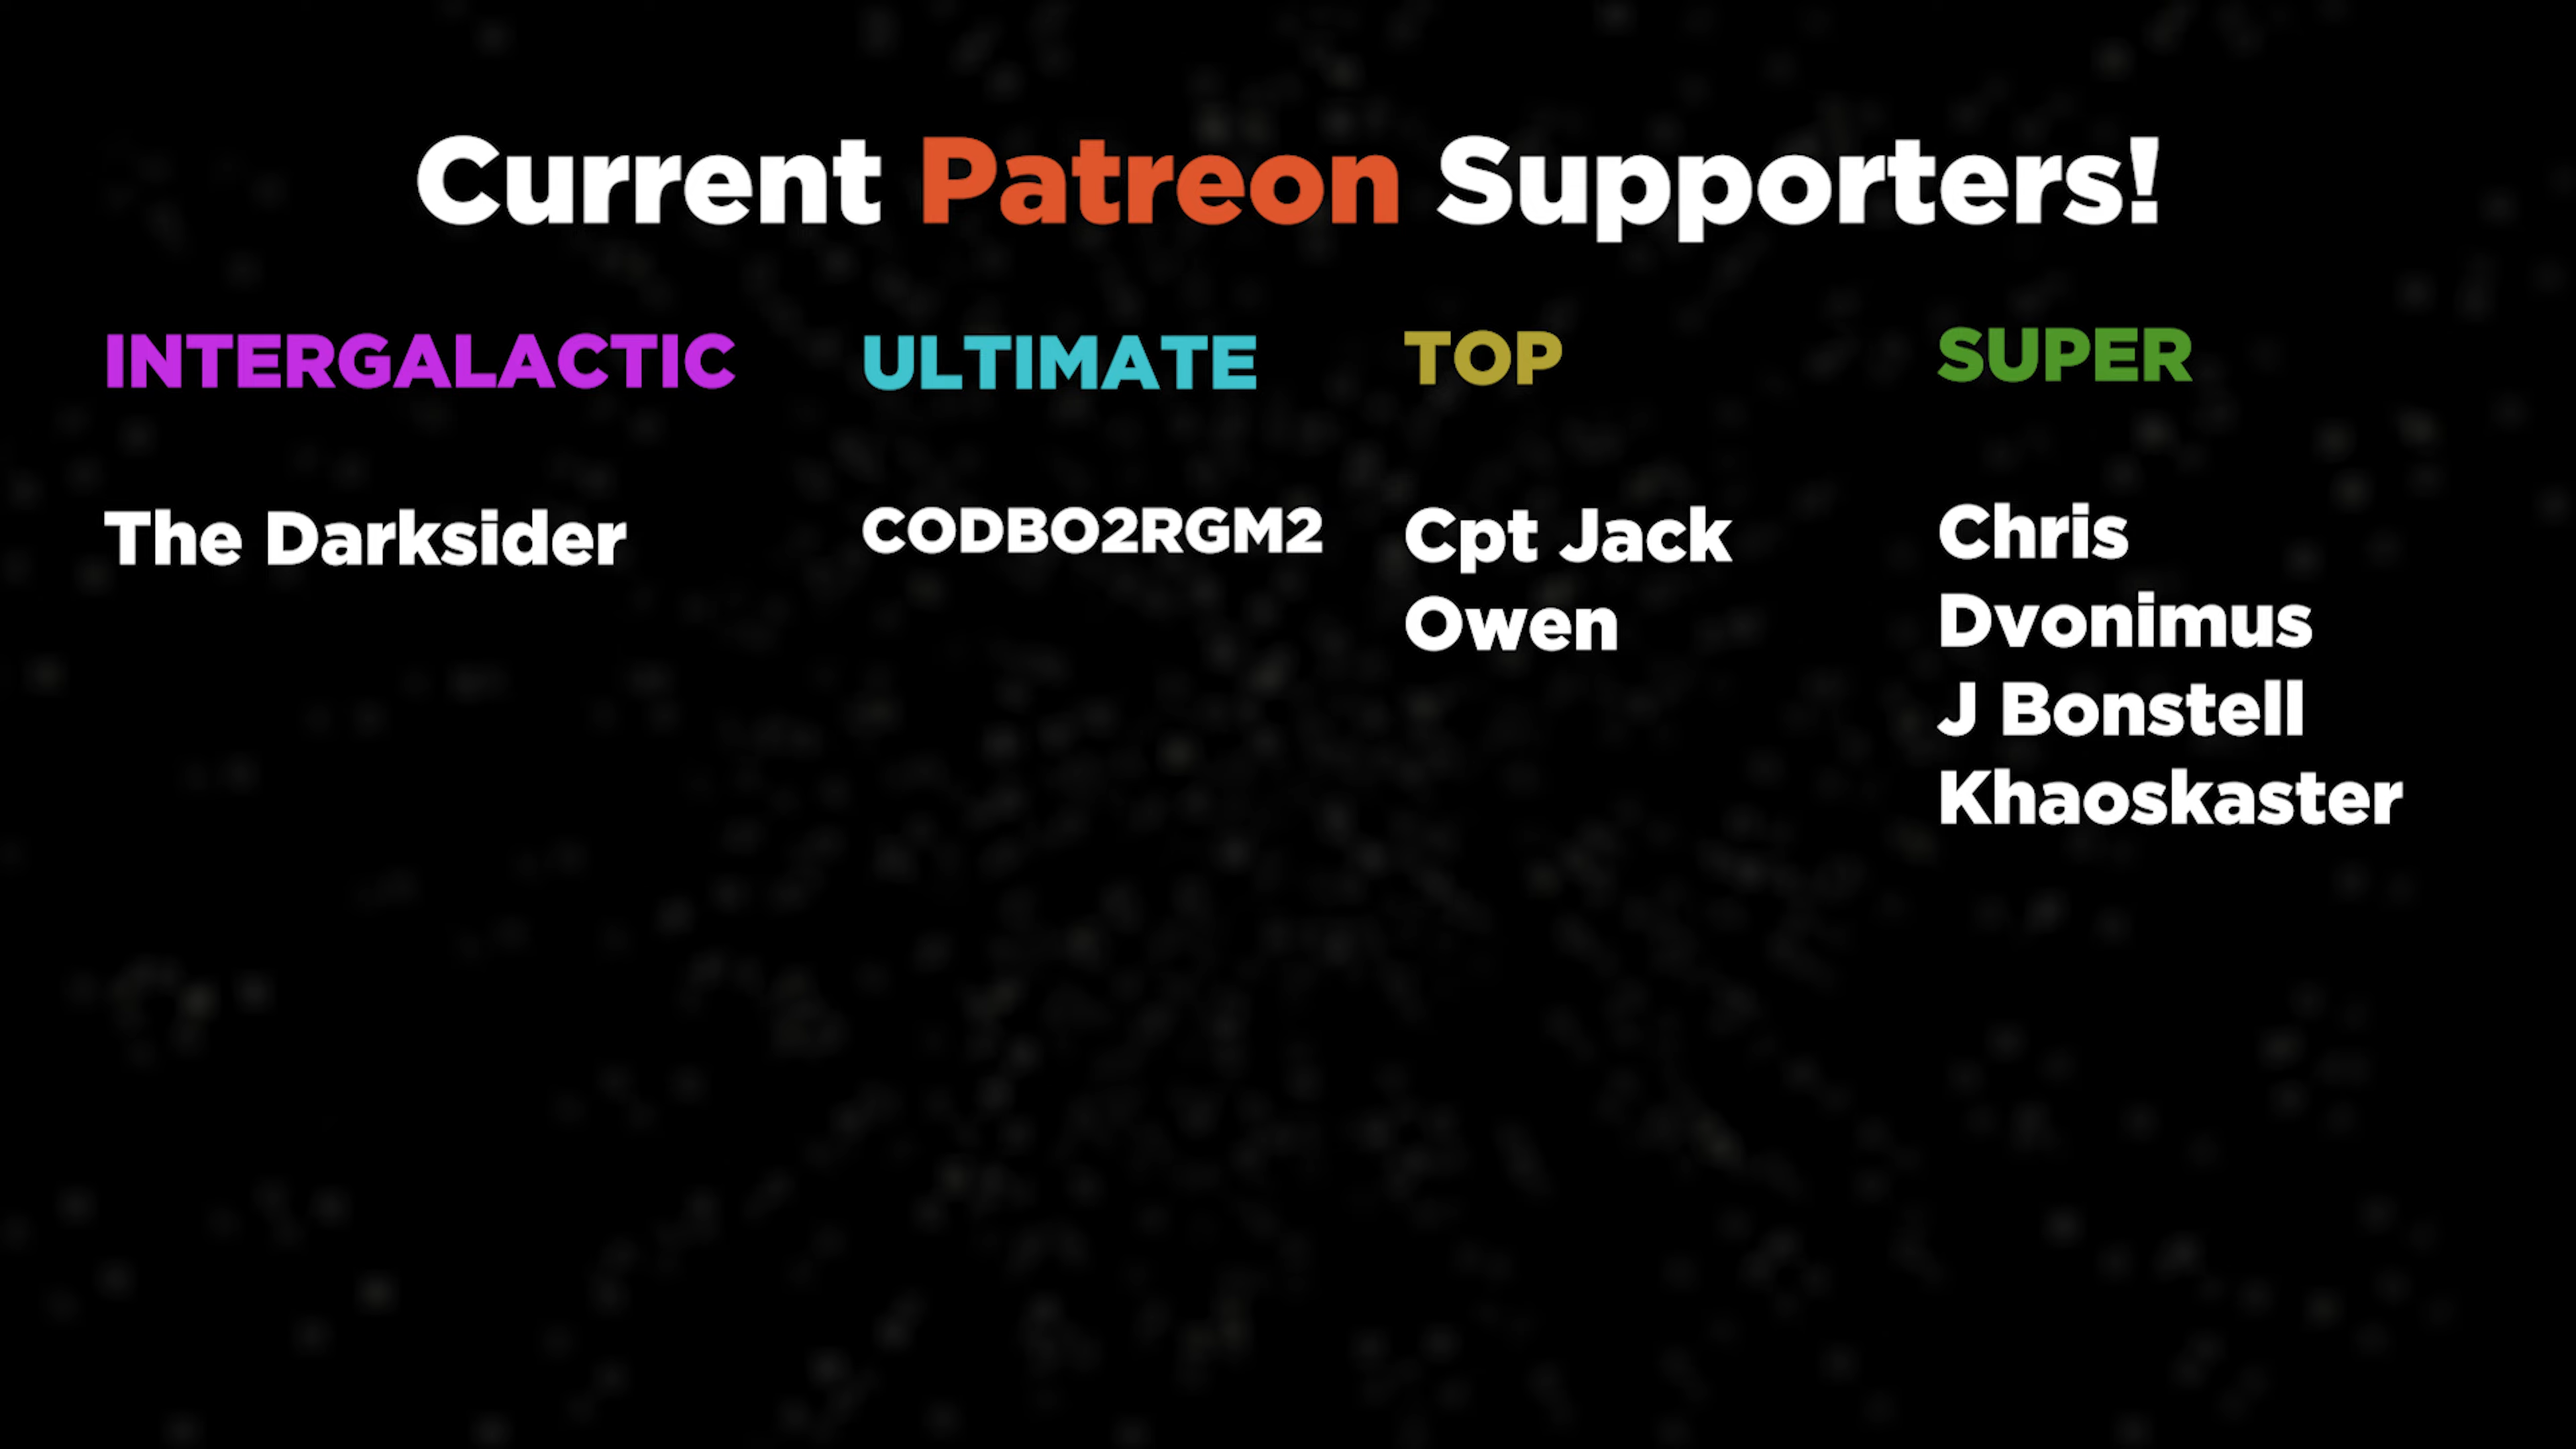 Current Patreon Supporters!
INTERGALACTIC
The Darksider
ULTIMATE
CODBO2RGM2
TOP
Cpt Jack
Owen
SUPER
Chris
Dvonimus
J Bonstell
Khaoskaster